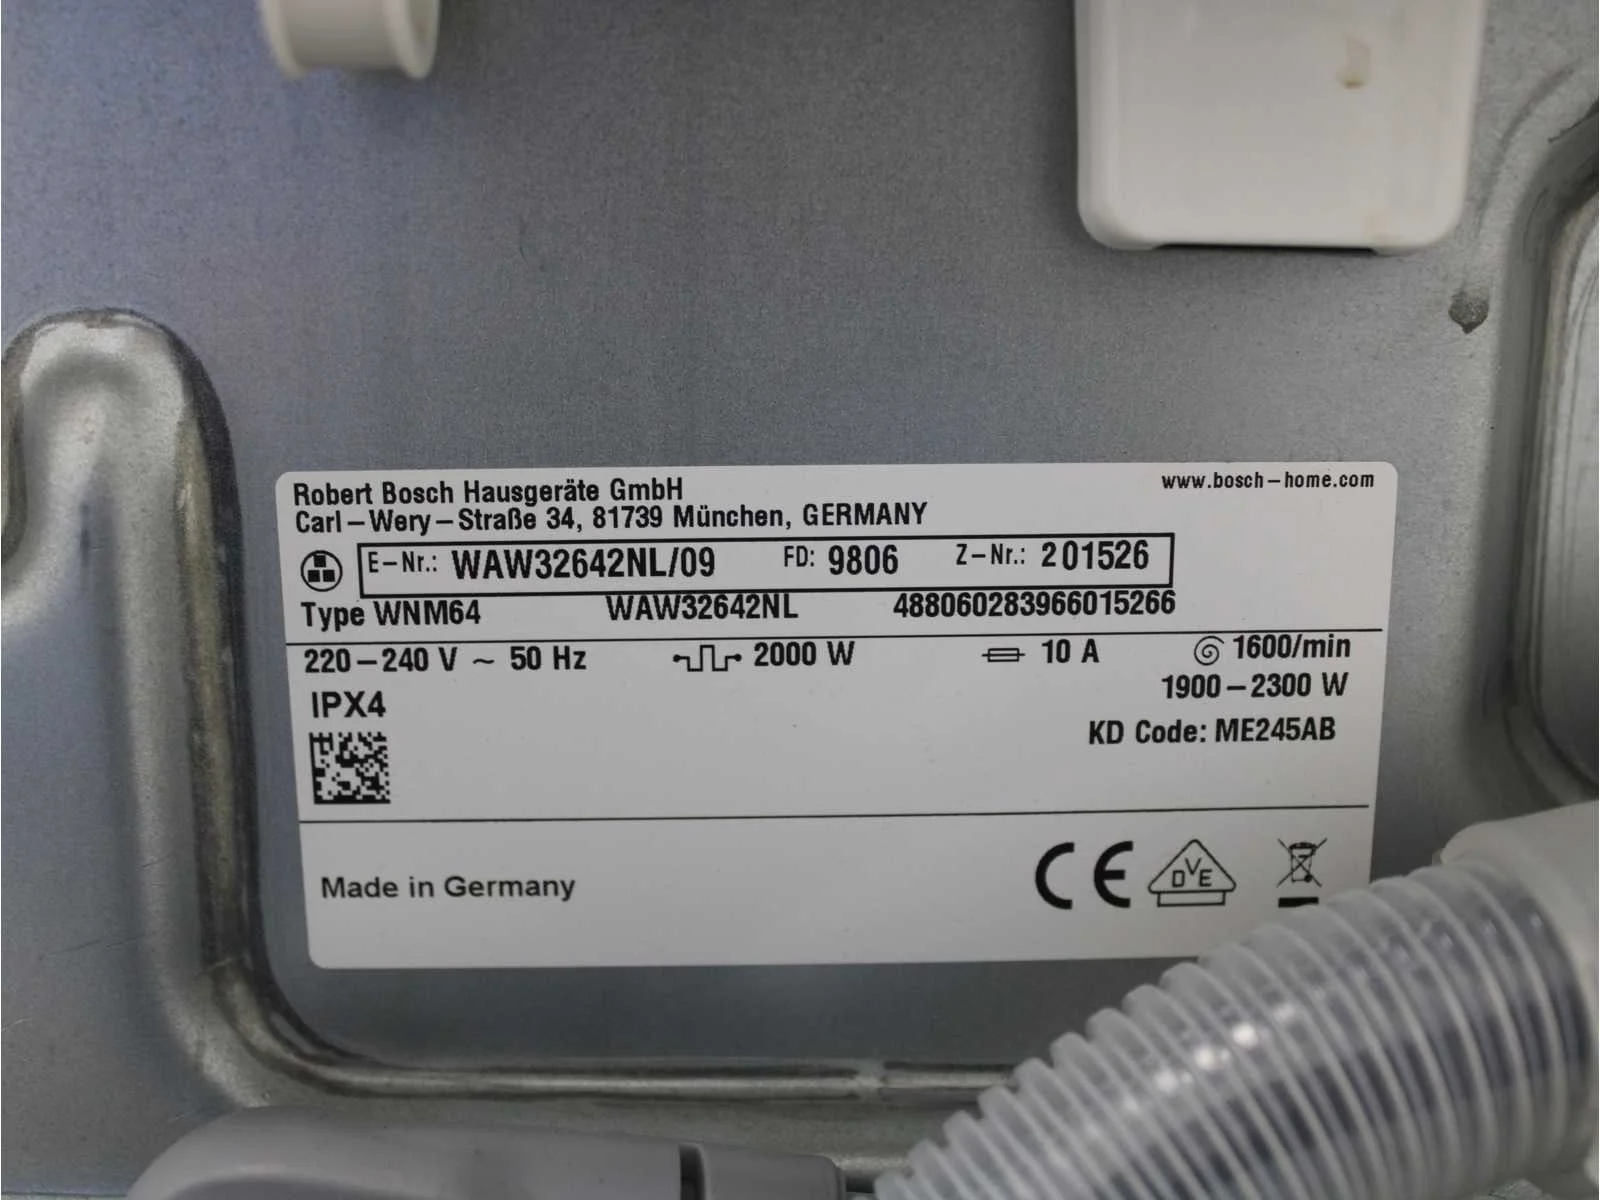 Robert Bosch Hausgeräte GmbH www.bosch-home.com
Carl-Wery-Straße 34, 81739 München, GERMANY
E-Nr.: WAW32642NL/09 FD: 9806 Z-Nr.: 201526
Type WNM64 WAW32642NL 488060283966015266
220-240 V ~ 50 Hz 2000 W 10 A 1600/min
1900-2300 W
IPX4
KD Code: ME245AB
Made in Germany CE DVE